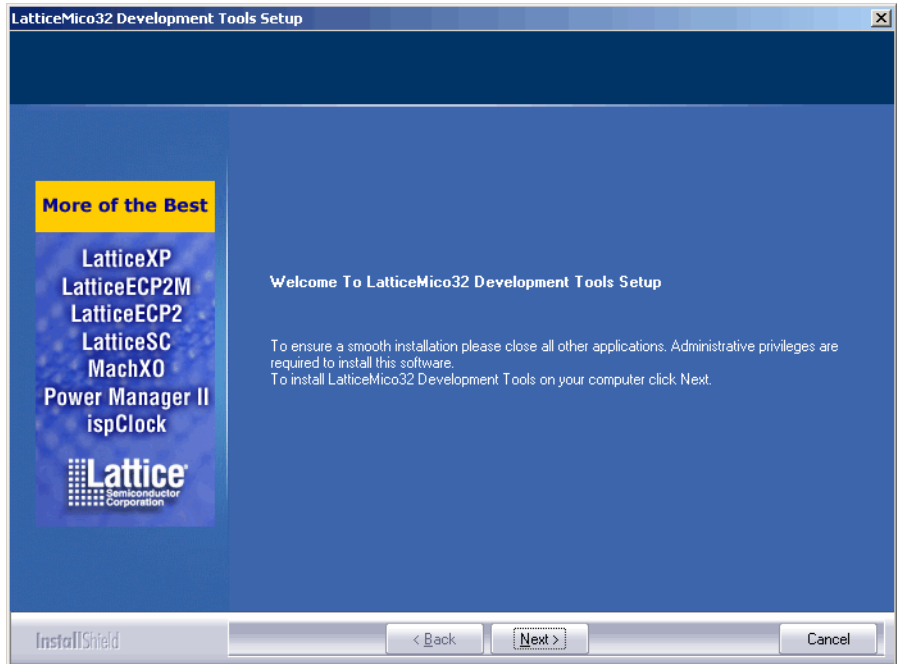 LatticeMico32 Development Tools Setup
More of the Best
LatticeXP
LatticeECP2M
LatticeECP2
LatticeSC
MachXO
Power Manager II
ispClock
Lattice
Semiconductor
Corporation
Welcome To LatticeMico32 Development Tools Setup
To ensure a smooth installation please close all other applications. Administrative privileges are
required to install this software.
To install LatticeMico32 Development Tools on your computer click Next.
InstallShield
< Back
Next >
Cancel